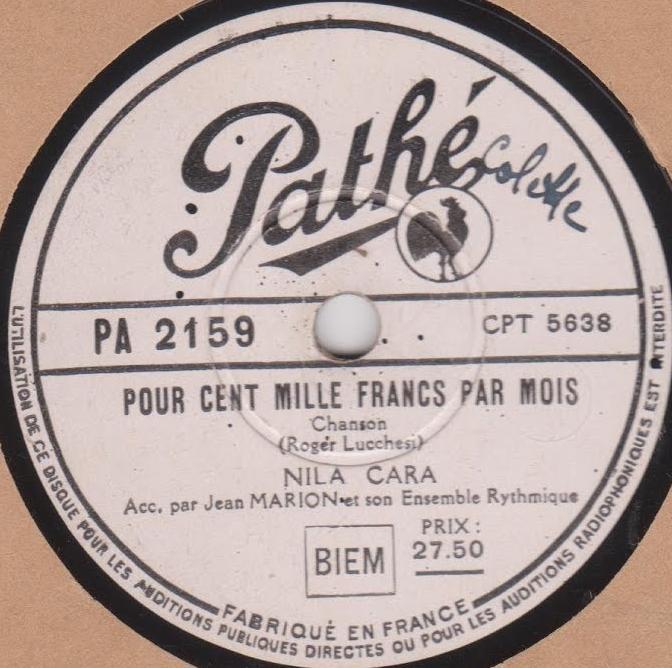 Pathé
Colette
PA 2159
CPT 5638
POUR CENT MILLE FRANCS PAR MOIS
Chanson
(Roger Lucchesi)
NILA CARA
Acc. par Jean MARION et son Ensemble Rythmique
BIEM
PRIX :
27.50
FABRIQUÉ EN FRANCE
L'UTILISATION DE CE DISQUE POUR LES AUDITIONS PUBLIQUES DIRECTES OU POUR LES AUDITIONS RADIOPHONIQUES EST INTERDITE